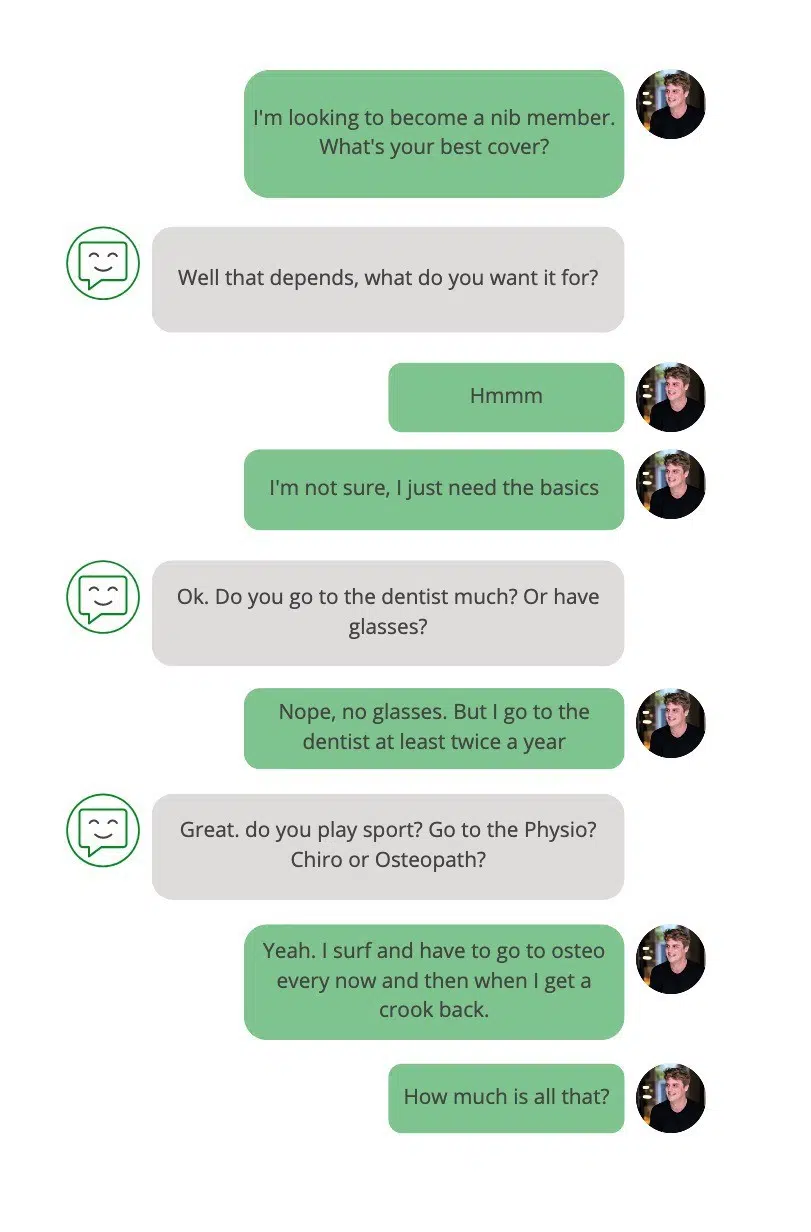 I'm looking to become a nib member.
What's your best cover?
Well that depends, what do you want it for?
Hmmm
I'm not sure, I just need the basics
Ok. Do you go to the dentist much? Or have
glasses?
Nope, no glasses. But I go to the
dentist at least twice a year
Great. do you play sport? Go to the Physio?
Chiro or Osteopath?
Yeah. I surf and have to go to osteo
every now and then when I get a
crook back.
How much is all that?